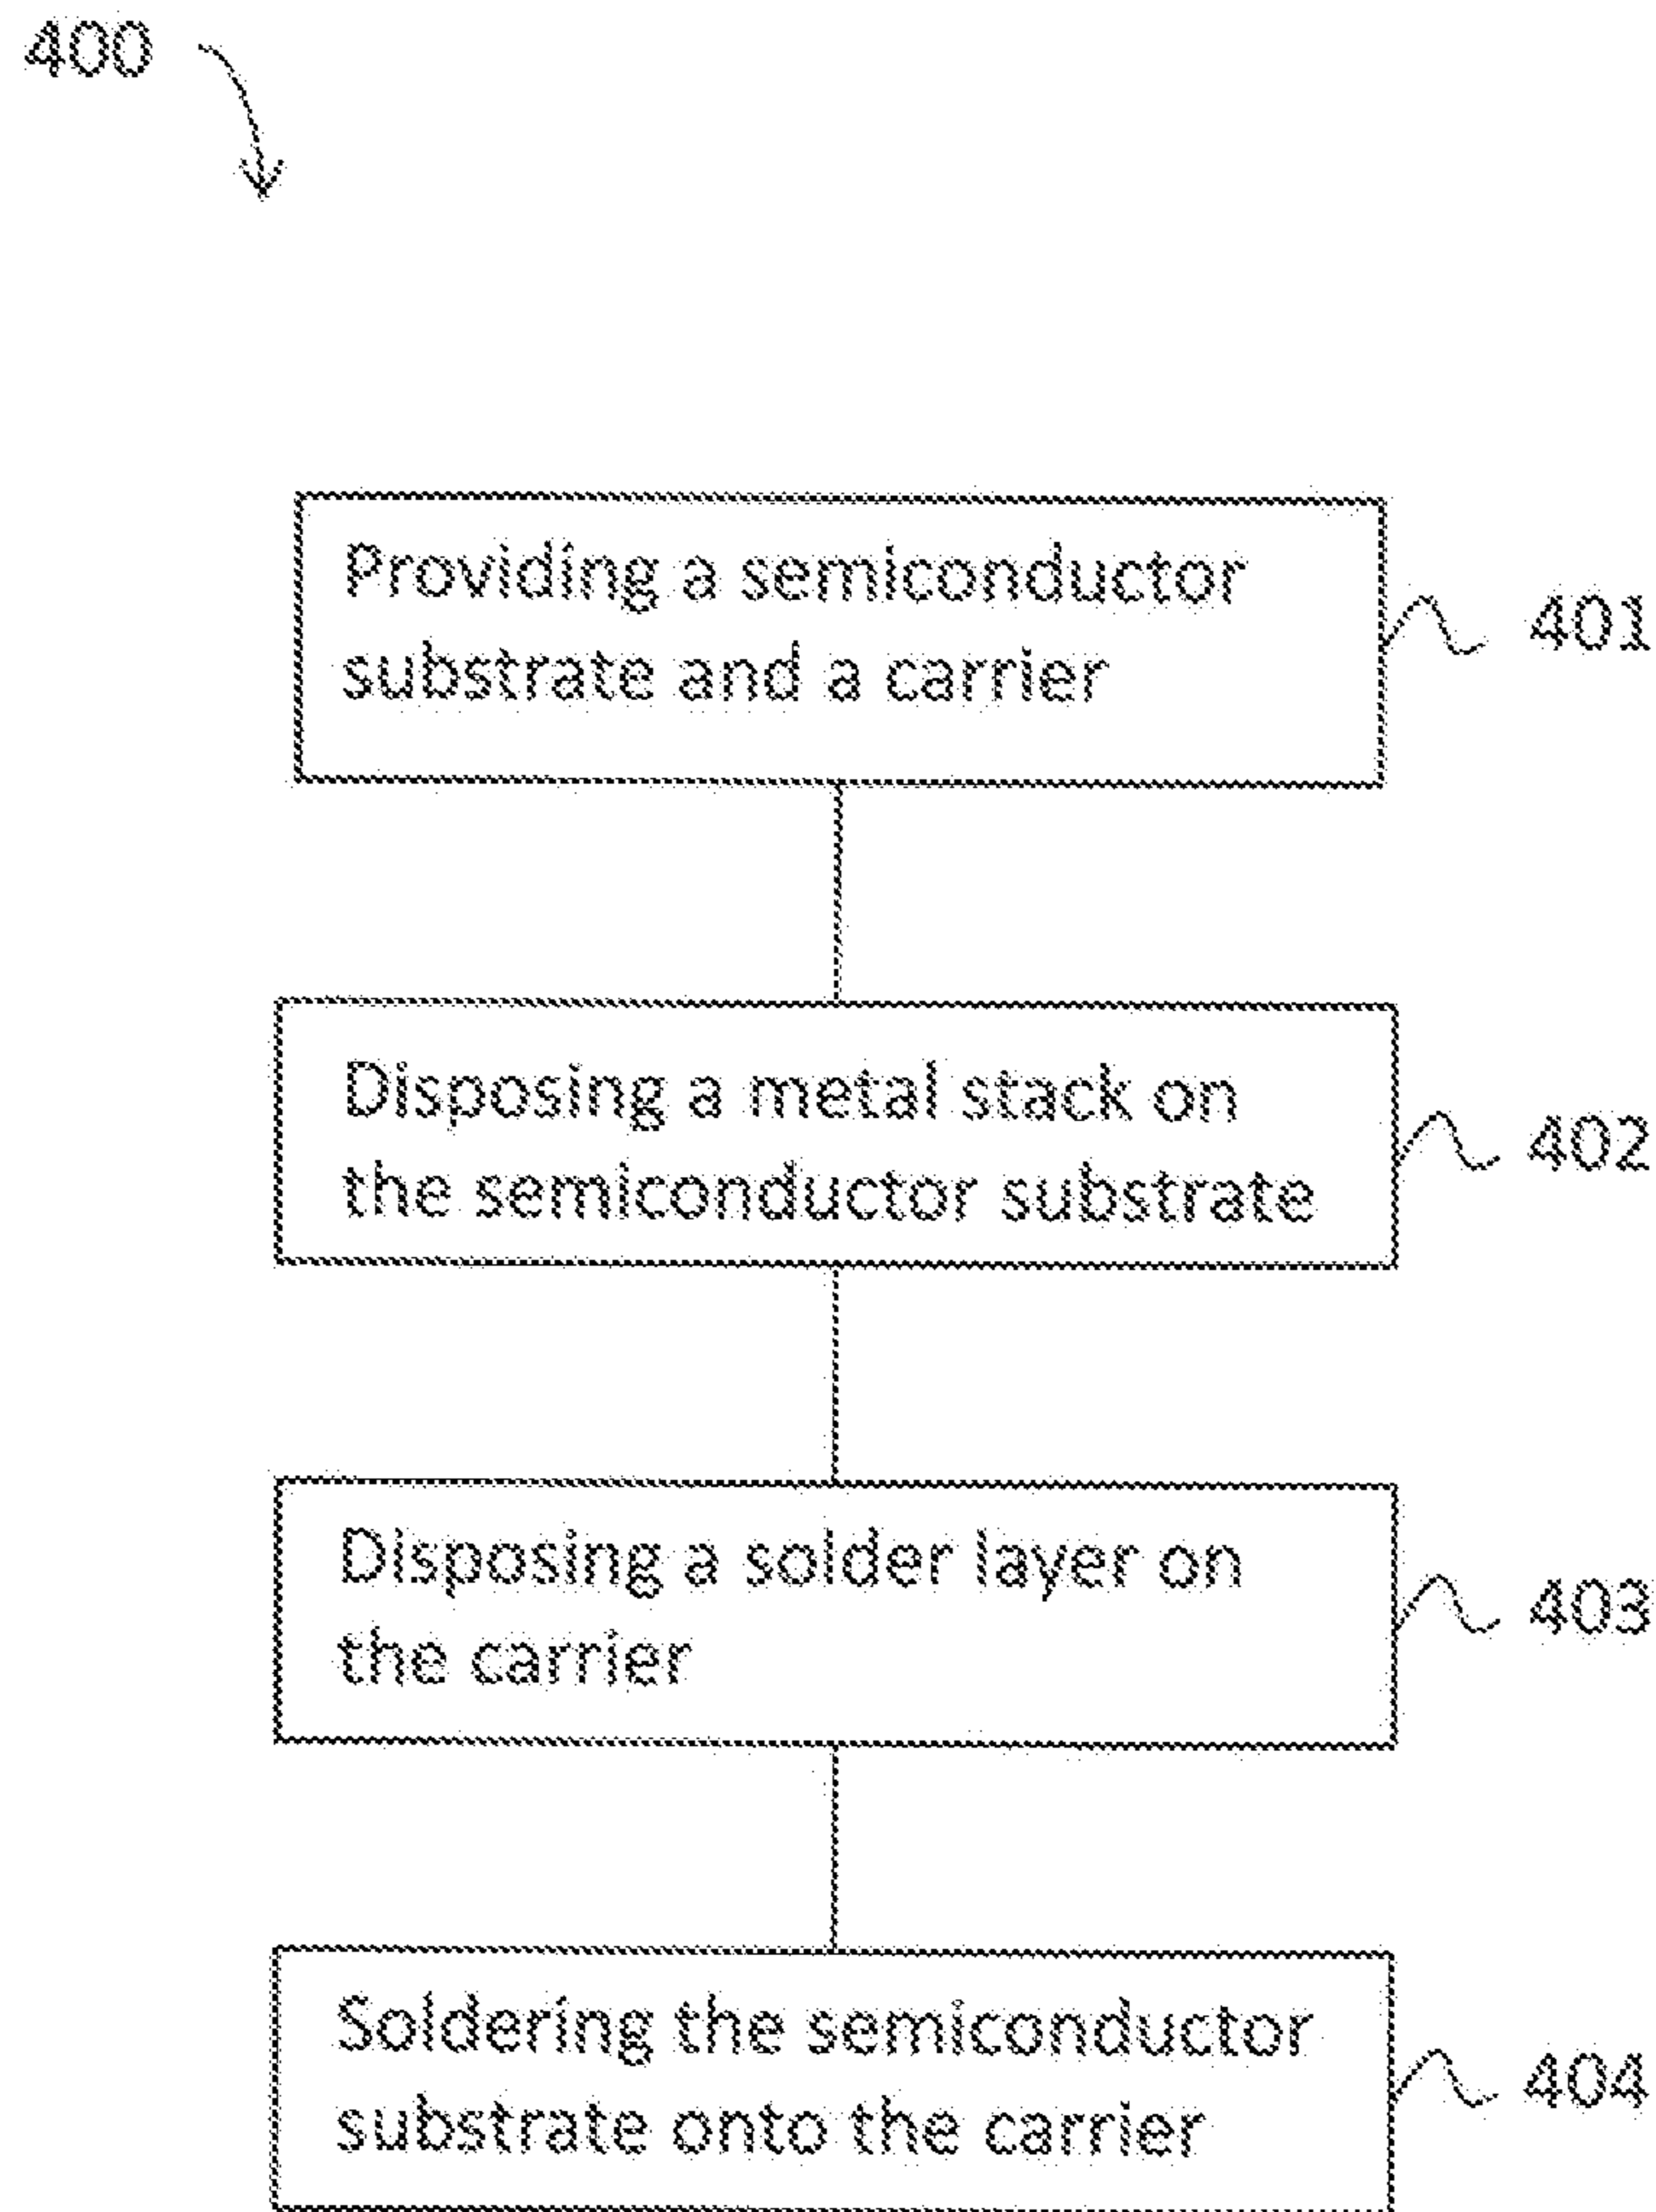 400
Providing a semiconductor
substrate and a carrier
401
Disposing a metal stack on
the semiconductor substrate
402
Disposing a solder layer on
the carrier
403
Soldering the semiconductor
substrate onto the carrier
404